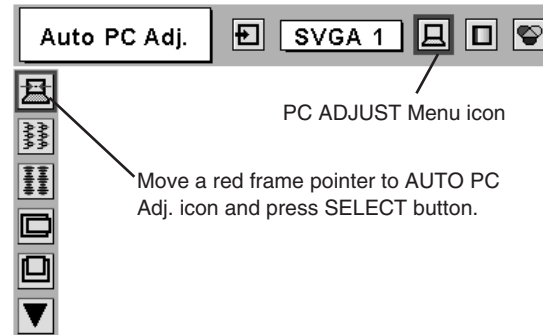 Auto PC Adj.
SVGA 1
PC ADJUST Menu icon
Move a red frame pointer to AUTO PC
Adj. icon and press SELECT button.